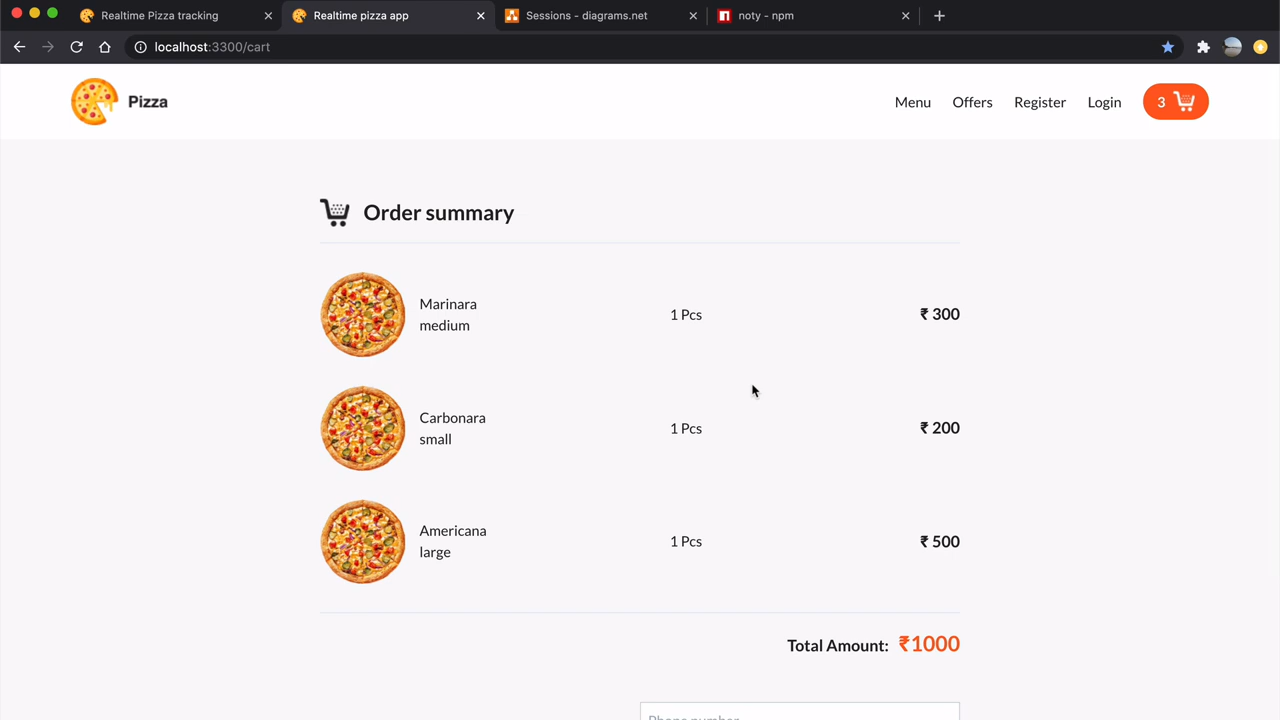 Realtime Pizza tracking
Realtime pizza app
Sessions - diagrams.net
noty - npm
localhost:3300/cart
Pizza
Menu
Offers
Register
Login
3
Order summary
Marinara
medium
1 Pcs
₹ 300
Carbonara
small
1 Pcs
₹ 200
Americana
large
1 Pcs
₹ 500
Total Amount: ₹1000
Phone number